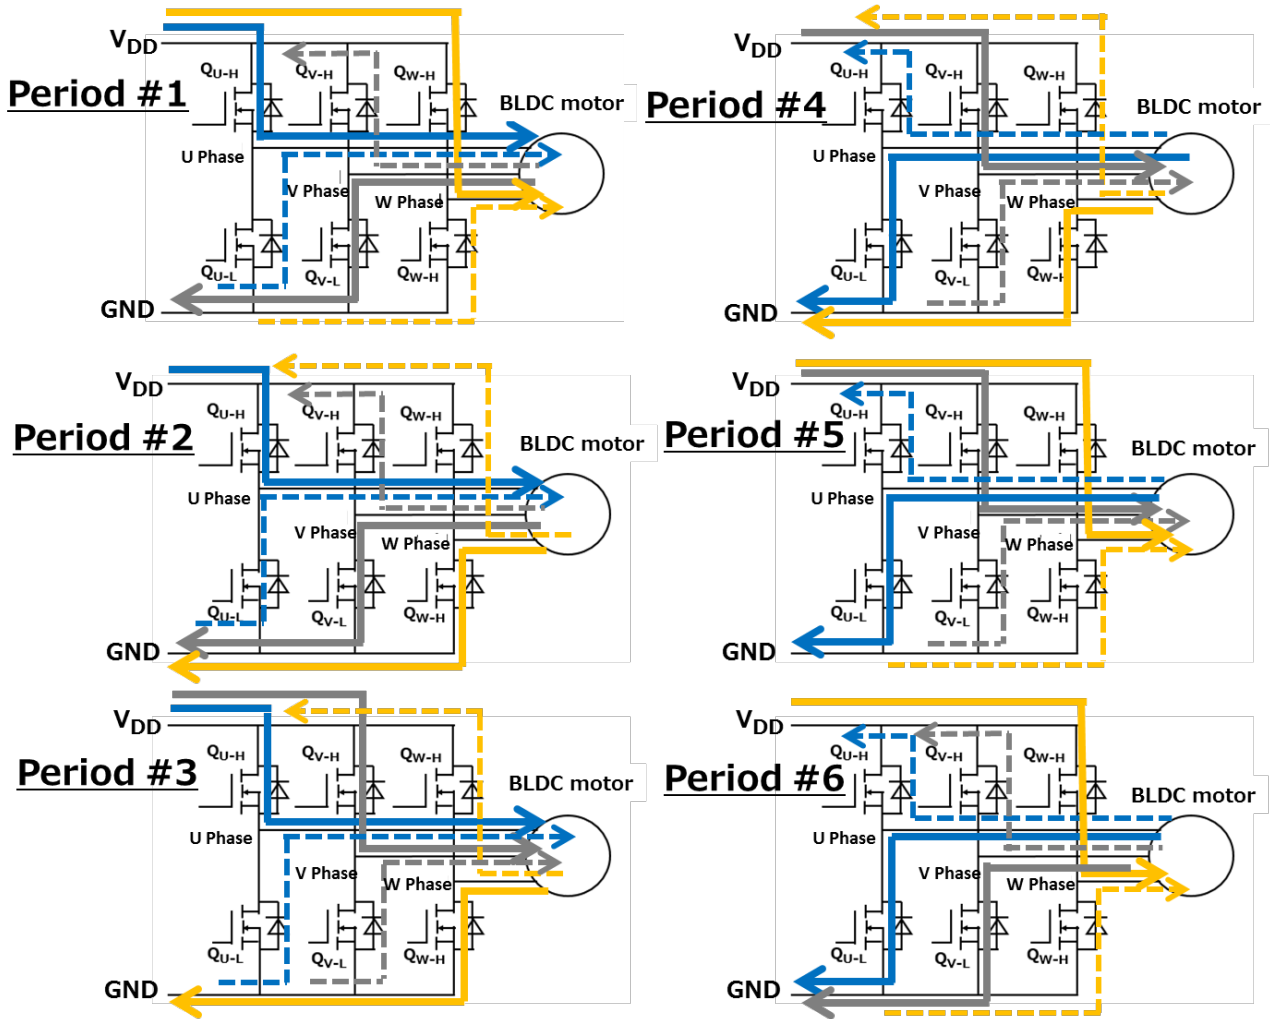 Period #1
VDD
QU-H
QV-H
QW-H
BLDC motor
U Phase
V Phase
W Phase
QU-L
QV-L
QW-H
GND
Period #4
VDD
QU-H
QV-H
QW-H
BLDC motor
U Phase
V Phase
W Phase
QU-L
QV-L
QW-H
GND
Period #2
VDD
QU-H
QV-H
QW-H
BLDC motor
U Phase
V Phase
W Phase
QU-L
QV-L
QW-H
GND
Period #5
VDD
QU-H
QV-H
QW-H
BLDC motor
U Phase
V Phase
W Phase
QU-L
QV-L
QW-H
GND
Period #3
VDD
QU-H
QV-H
QW-H
BLDC motor
U Phase
V Phase
W Phase
QU-L
QV-L
QW-H
GND
Period #6
VDD
QU-H
QV-H
QW-H
BLDC motor
U Phase
V Phase
W Phase
QU-L
QV-L
QW-H
GND